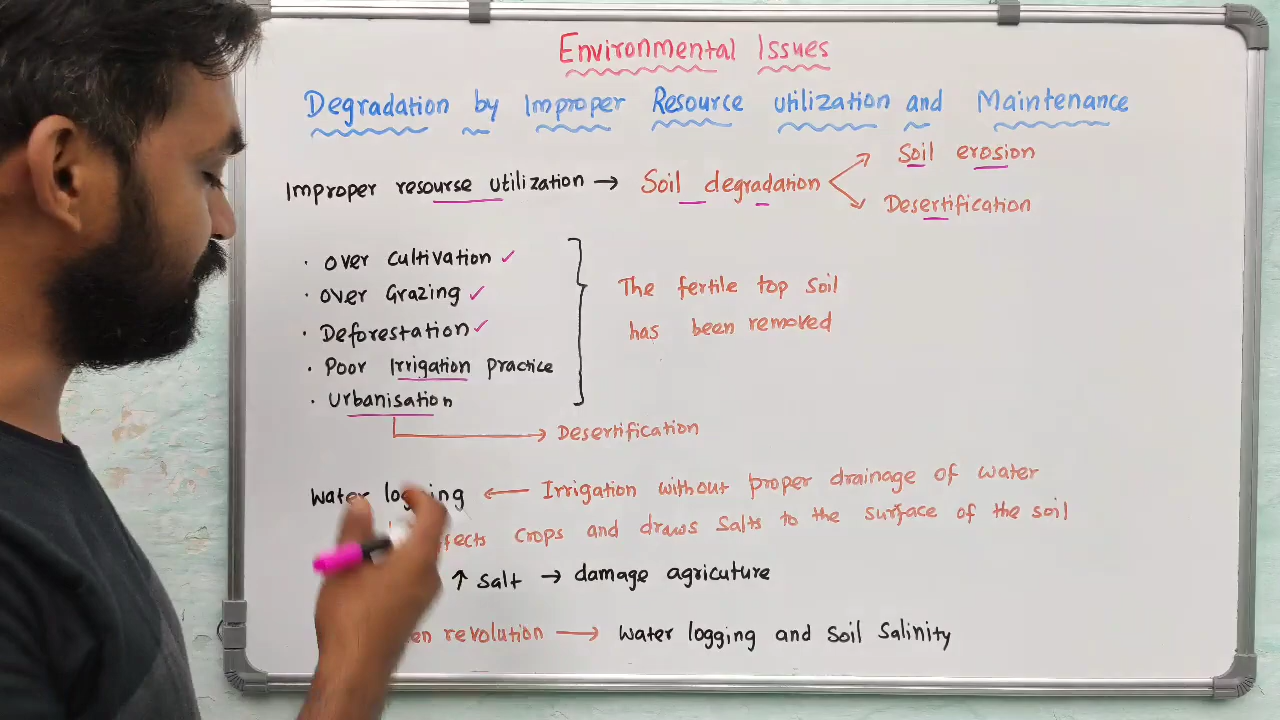 Environmental Issues
Degradation by Improper Resource utilization and Maintenance
Improper resourse utilization → Soil degradation
Soil erosion
Desertification
· over cultivation ✓
· over Grazing ✓
· Deforestation ✓
· Poor Irrigation practice
· Urbanisation
The fertile top soil
has been removed
→ Desertification
Water logging ← Irrigation without proper drainage of water
crops and draws salts to the surface of the soil
↑ salt → damage agricuture
revolution → water logging and soil salinity